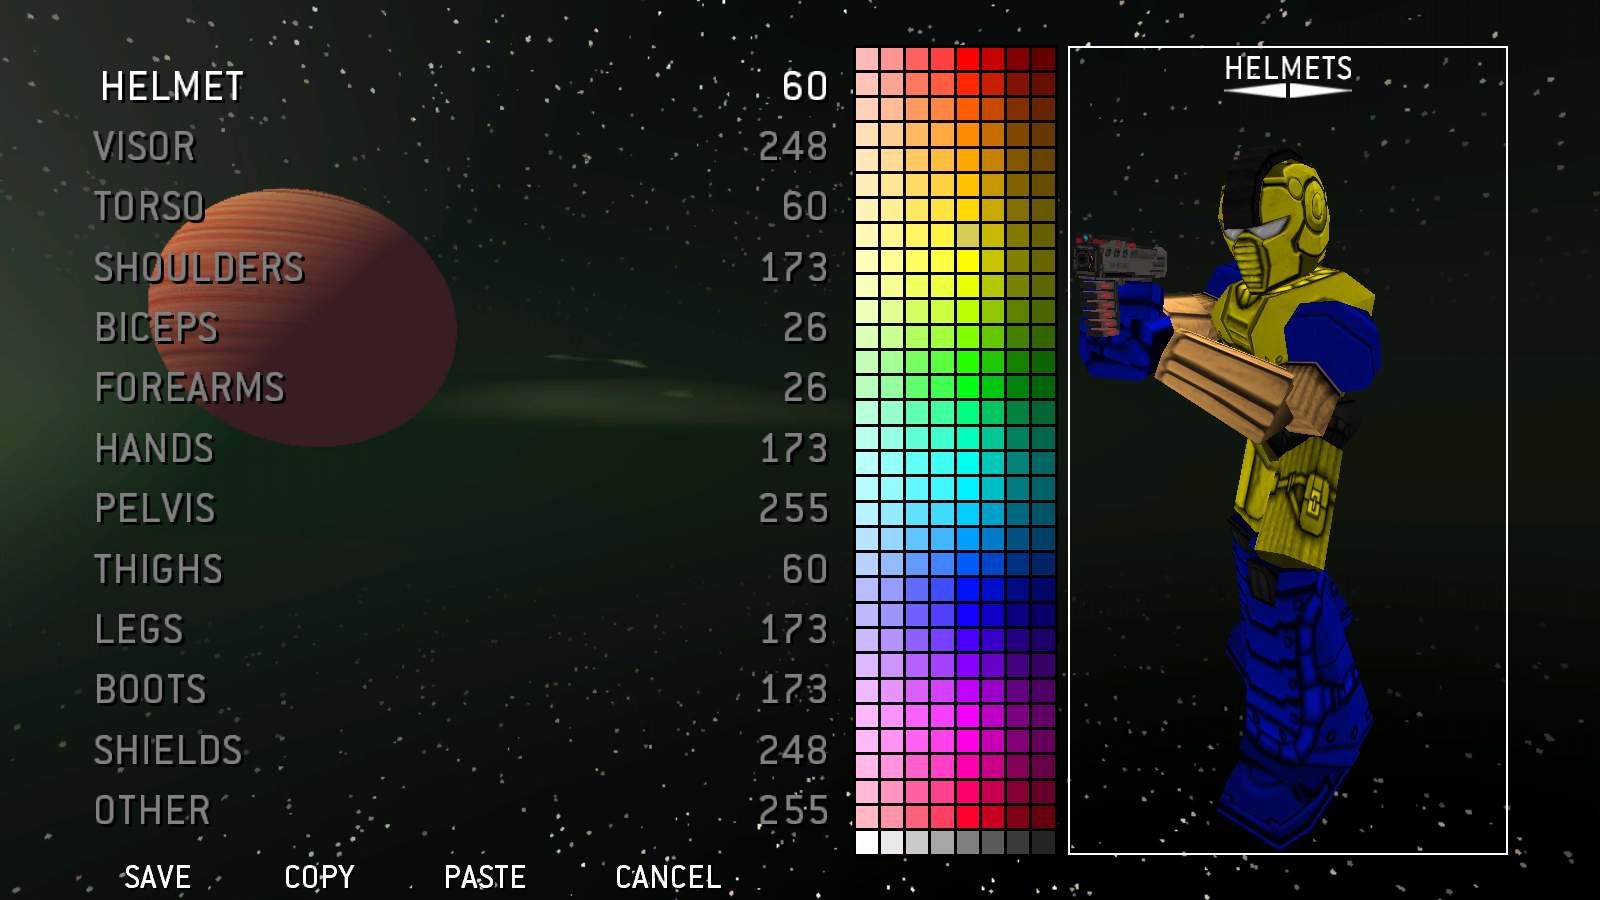 HELMET 60
VISOR 248
TORSO 60
SHOULDERS 173
BICEPS 26
FOREARMS 26
HANDS 173
PELVIS 255
THIGHS 60
LEGS 173
BOOTS 173
SHIELDS 248
OTHER 255
SAVE COPY PASTE CANCEL
HELMETS